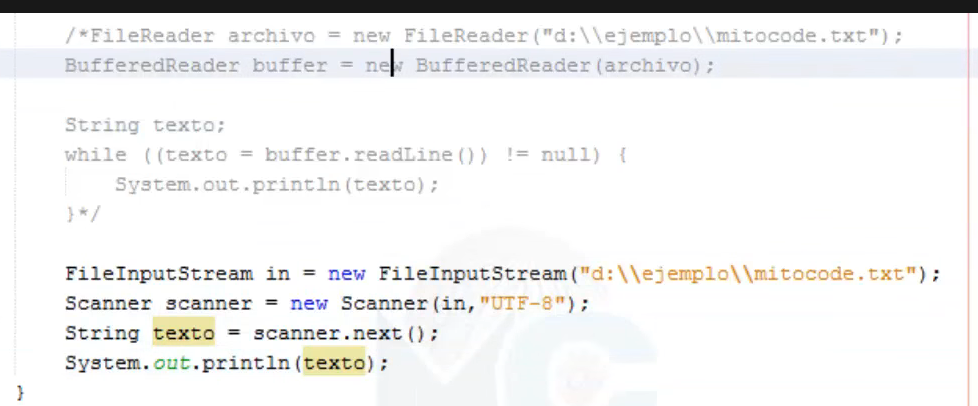 /*FileReader archivo = new FileReader("d:\\ejemplo\\mitocode.txt");
BufferedReader buffer = new BufferedReader(archivo);
String texto;
while ((texto = buffer.readLine()) != null) {
System.out.println(texto);
}*/
FileInputStream in = new FileInputStream("d:\\ejemplo\\mitocode.txt");
Scanner scanner = new Scanner(in,"UTF-8");
String texto = scanner.next();
System.out.println(texto);
}